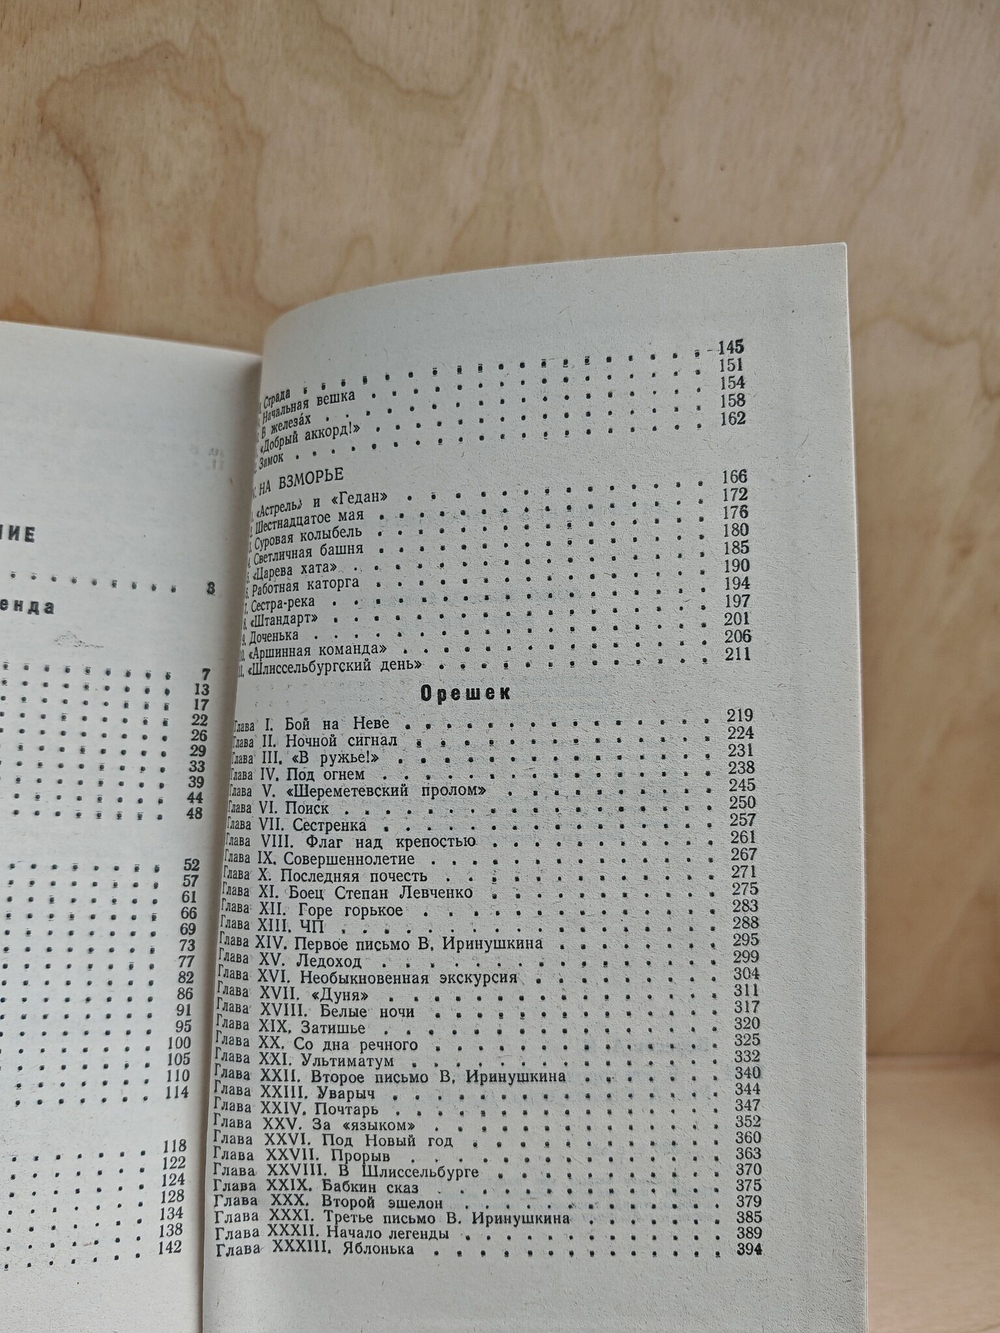 3
7
13
17
22
26
29
33
39
44
48
52
57
61
66
69
73
77
82
86
91
95
100
105
110
114
118
122
124
128
134
138
142
Страда 145
Начальная вешка 151
В железа́х 154
«Добрый аккорд!» 158
Замок 162
НА ВЗМОРЬЕ
«Астрель» и «Гедан» 166
Шестнадцатое мая 172
Суровая колыбель 176
Светличная башня 180
«Царева хата» 185
Работная каторга 190
7. Сестра-река 194
8. «Штандарт» 197
9. Доченька 201
10. «Аршинная команда» 206
11. «Шлиссельбургский день» 211
Орешек
Глава I. Бой на Неве 219
Глава II. Ночной сигнал 224
Глава III. «В ружье!» 231
Глава IV. Под огнем 238
Глава V. «Шереметевский пролом» 245
Глава VI. Поиск 250
Глава VII. Сестренка 257
Глава VIII. Флаг над крепостью 261
Глава IX. Совершеннолетие 267
Глава X. Последняя почесть 271
Глава XI. Боец Степан Левченко 275
Глава XII. Горе горькое 283
Глава XIII. ЧП 288
Глава XIV. Первое письмо В. Иринушкина 295
Глава XV. Ледоход 299
Глава XVI. Необыкновенная экскурсия 304
Глава XVII. «Дуня» 311
Глава XVIII. Белые ночи 317
Глава XIX. Затишье 320
Глава XX. Со дна речного 325
Глава XXI. Ультиматум 332
Глава XXII. Второе письмо В. Иринушкина 340
Глава XXIII. Уварыч 344
Глава XXIV. Почтарь 347
Глава XXV. За «языком» 352
Глава XXVI. Под Новый год 360
Глава XXVII. Прорыв 363
Глава XXVIII. В Шлиссельбурге 370
Глава XXIX. Бабкин сказ 375
Глава XXX. Второй эшелон 379
Глава XXXI. Третье письмо В. Иринушкина 385
Глава XXXII. Начало легенды 389
Глава XXXIII. Яблонька 394